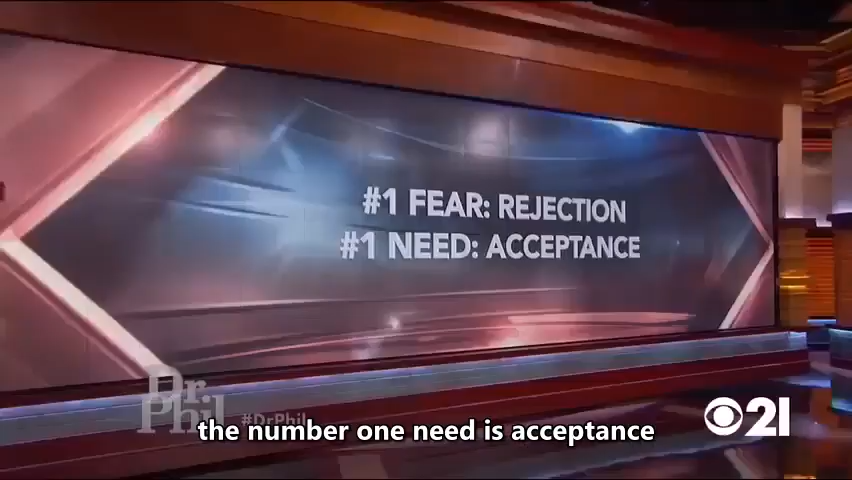 #1 FEAR: REJECTION
#1 NEED: ACCEPTANCE
Dr.
Phil
#DrPhil
the number one need is acceptance
21